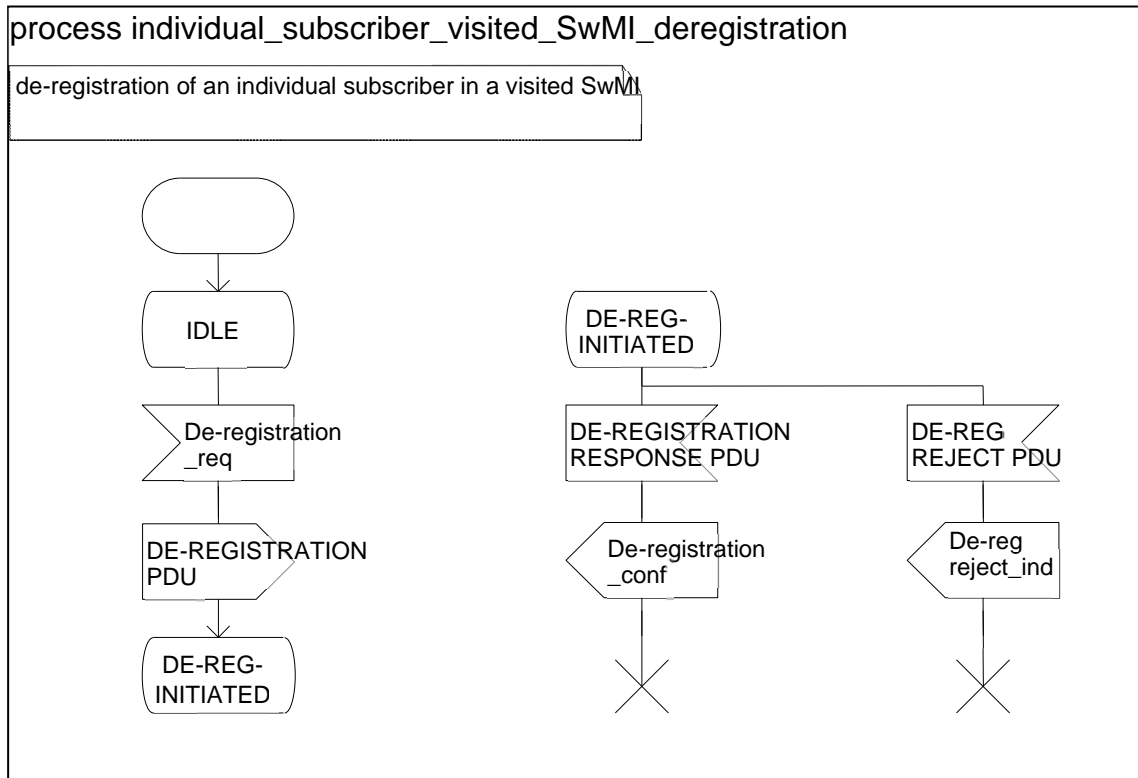 process individual_subscriber_visited_SwMI_deregistration
de-registration of an individual subscriber in a visited SwMI
IDLE
De-registration
_req
DE-REGISTRATION
PDU
DE-REG-
INITIATED
DE-REG-
INITIATED
DE-REGISTRATION
RESPONSE PDU
De-registration
_conf
DE-REG
REJECT PDU
De-reg
reject_ind